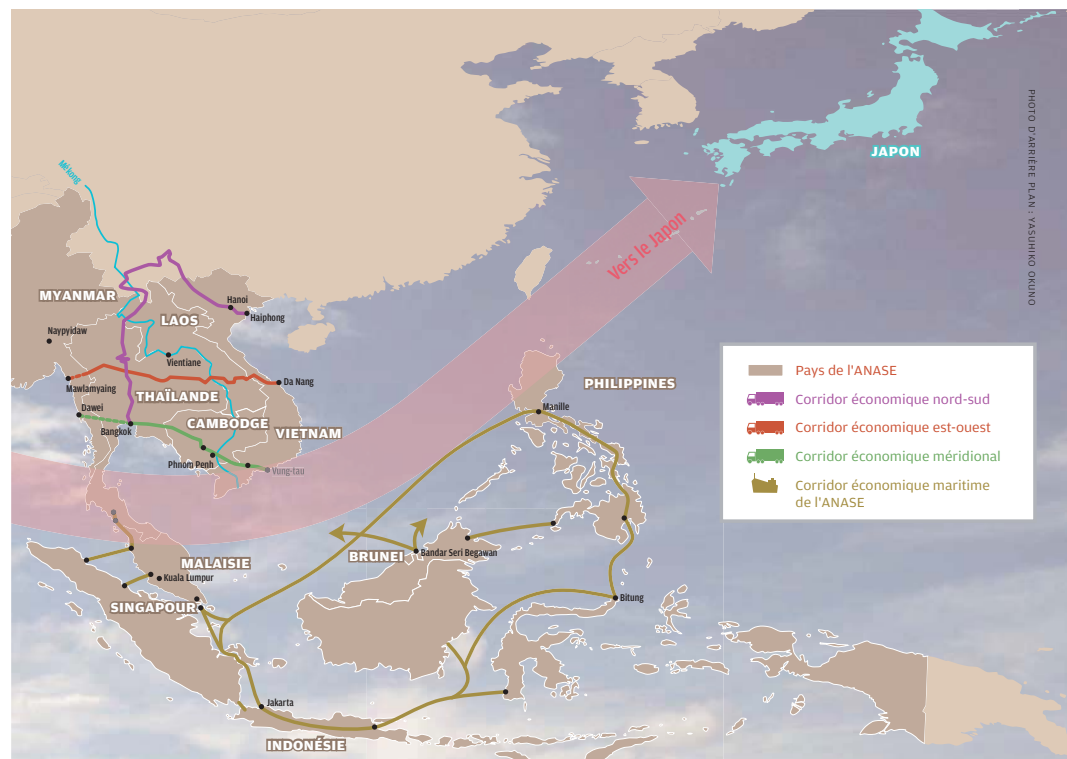 PHOTO D'ARRIÈRE PLAN : YASUHIKO OKUNO
JAPON
Mékong
Vers le Japon
MYANMAR
Hanoi
Haiphong
LAOS
Naypyidaw
Vientiane
Mawlamyaing
Da Nang
THAÏLANDE
Dawei
CAMBODGE
VIETNAM
Bangkok
Phnom Penh
Vung-tau
PHILIPPINES
Manille
Pays de l'ANASE
Corridor économique nord-sud
Corridor économique est-ouest
Corridor économique méridional
Corridor économique maritime
de l'ANASE
BRUNEI
Bandar Seri Begawan
MALAISIE
Kuala Lumpur
SINGAPOUR
Bitung
Jakarta
INDONÉSIE